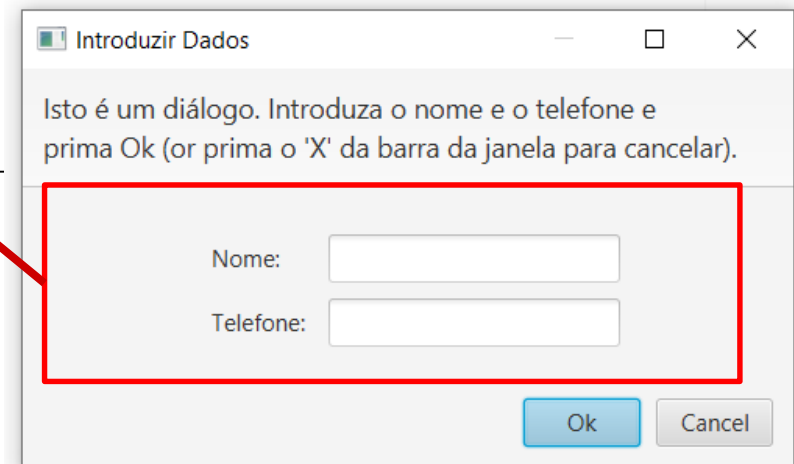 Introduzir Dados
Isto é um diálogo. Introduza o nome e o telefone e
prima Ok (or prima o 'X' da barra da janela para cancelar).
Nome:
Telefone:
Ok Cancel